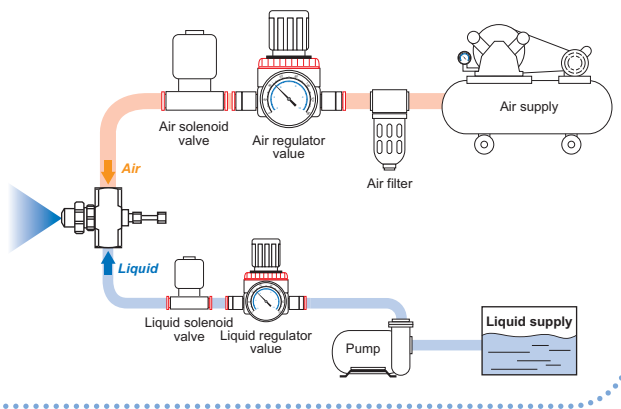 Air solenoid
valve
Air regulator
value
Air supply
Air filter
Air
Liquid
Liquid solenoid
valve
Liquid regulator
value
Pump
Liquid supply